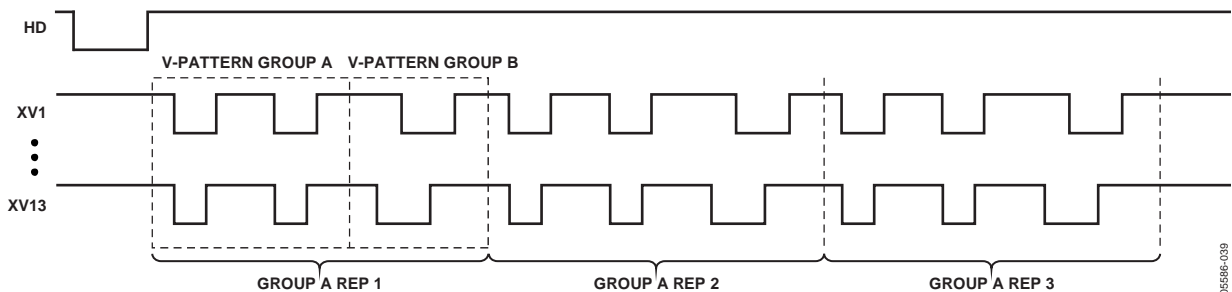 HD
V-PATTERN GROUP A V-PATTERN GROUP B
XV1
XV13
GROUP A REP 1
GROUP A REP 2
GROUP A REP 3
05586-039